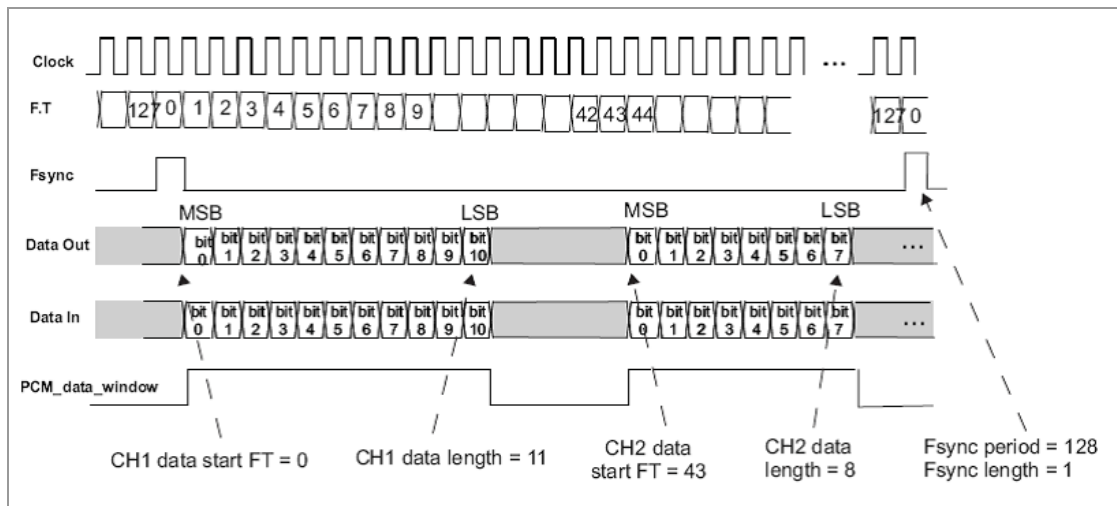 Clock
...
F.T
127 0 1 2 3 4 5 6 7 8 9 42 43 44 127 0
Fsync
MSB LSB MSB LSB
Data Out
bit 0 bit 1 bit 2 bit 3 bit 4 bit 5 bit 6 bit 7 bit 8 bit 9 bit 10 bit 0 bit 1 bit 2 bit 3 bit 4 bit 5 bit 6 bit 7 ...
Data In
bit 0 bit 1 bit 2 bit 3 bit 4 bit 5 bit 6 bit 7 bit 8 bit 9 bit 10 bit 0 bit 1 bit 2 bit 3 bit 4 bit 5 bit 6 bit 7 ...
PCM_data_window
CH1 data start FT = 0
CH1 data length = 11
CH2 data
start FT = 43
CH2 data
length = 8
Fsync period = 128
Fsync length = 1